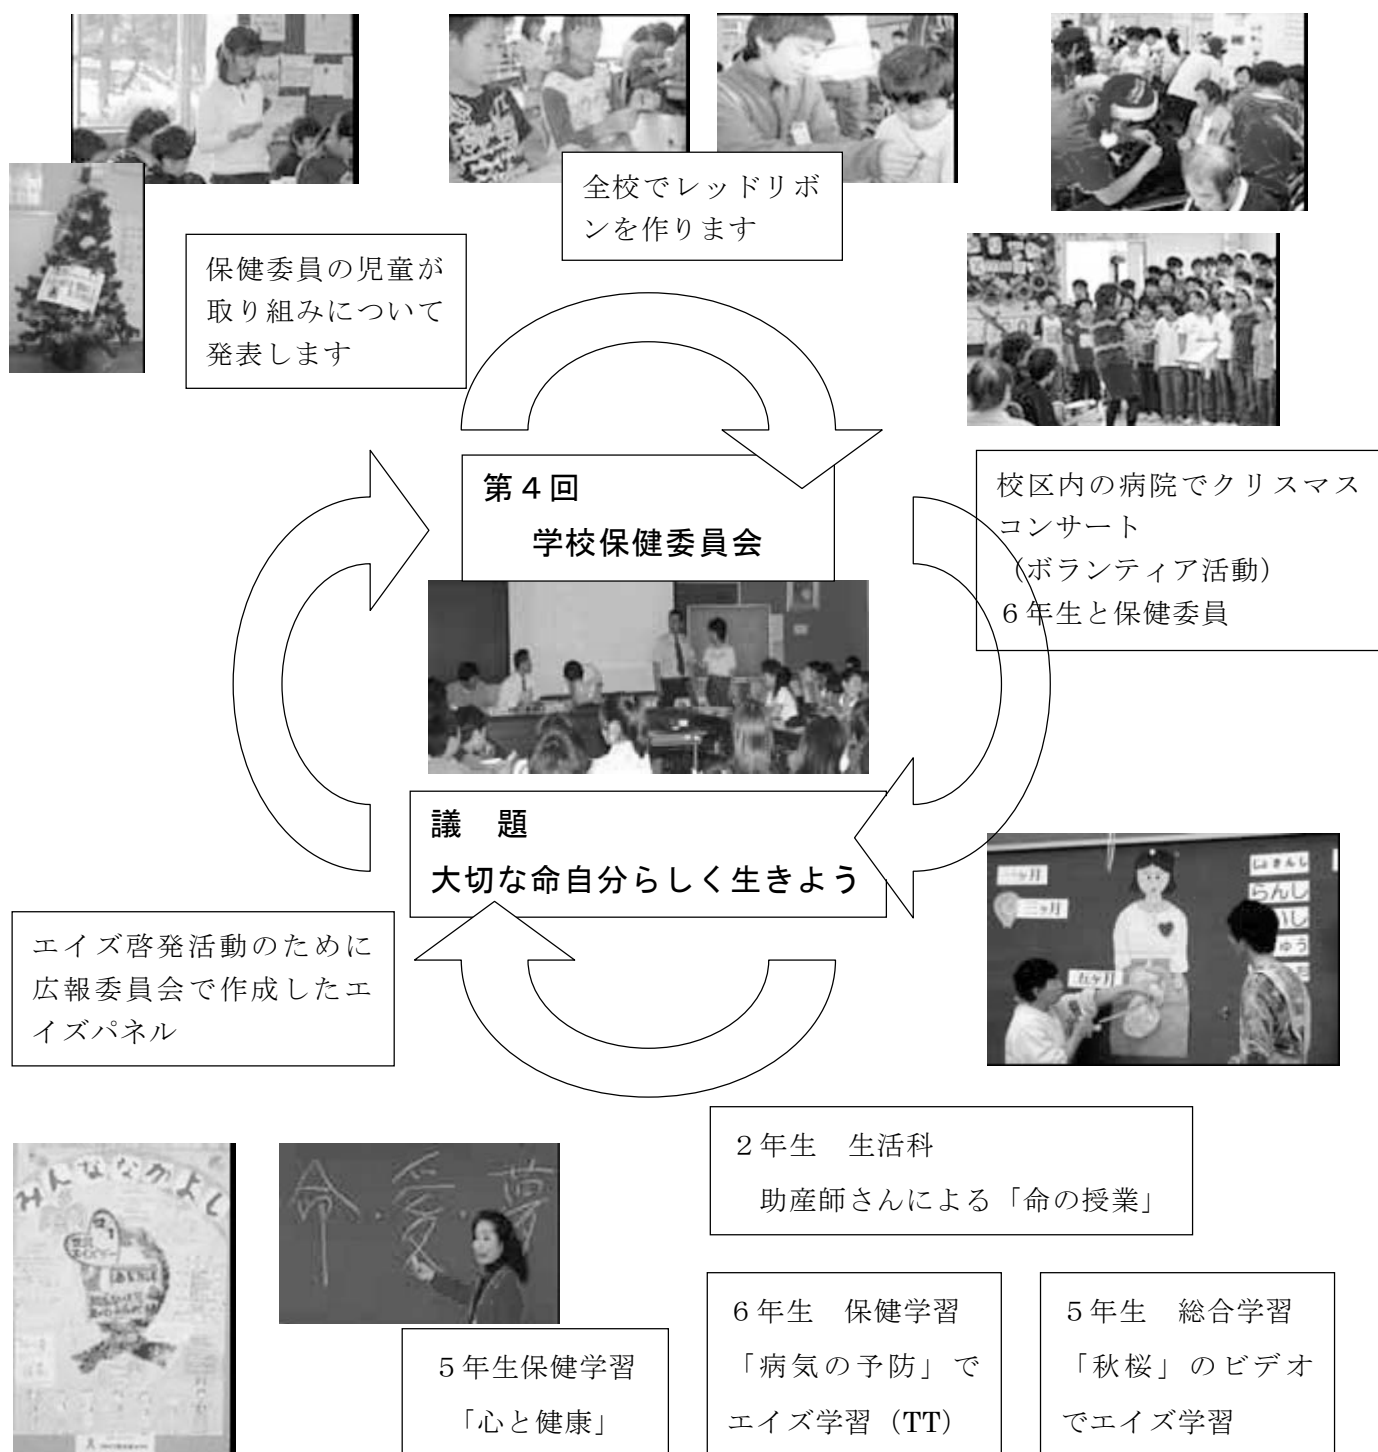 全校でレッドリボ
ンを作ります
保健委員の児童が
取り組みについて
発表します
第４回
学校保健委員会
校区内の病院でクリスマス
コンサート
（ボランティア活動）
６年生と保健委員
議　題
大切な命自分らしく生きよう
エイズ啓発活動のために
広報委員会で作成したエ
イズパネル
三ヶ月
五ヶ月
らんし
２年生　生活科
助産師さんによる「命の授業」
みんななかよし
命・愛・夢
５年生保健学習
「心と健康」
６年生　保健学習
「病気の予防」で
エイズ学習（TT）
５年生　総合学習
「秋桜」のビデオ
でエイズ学習